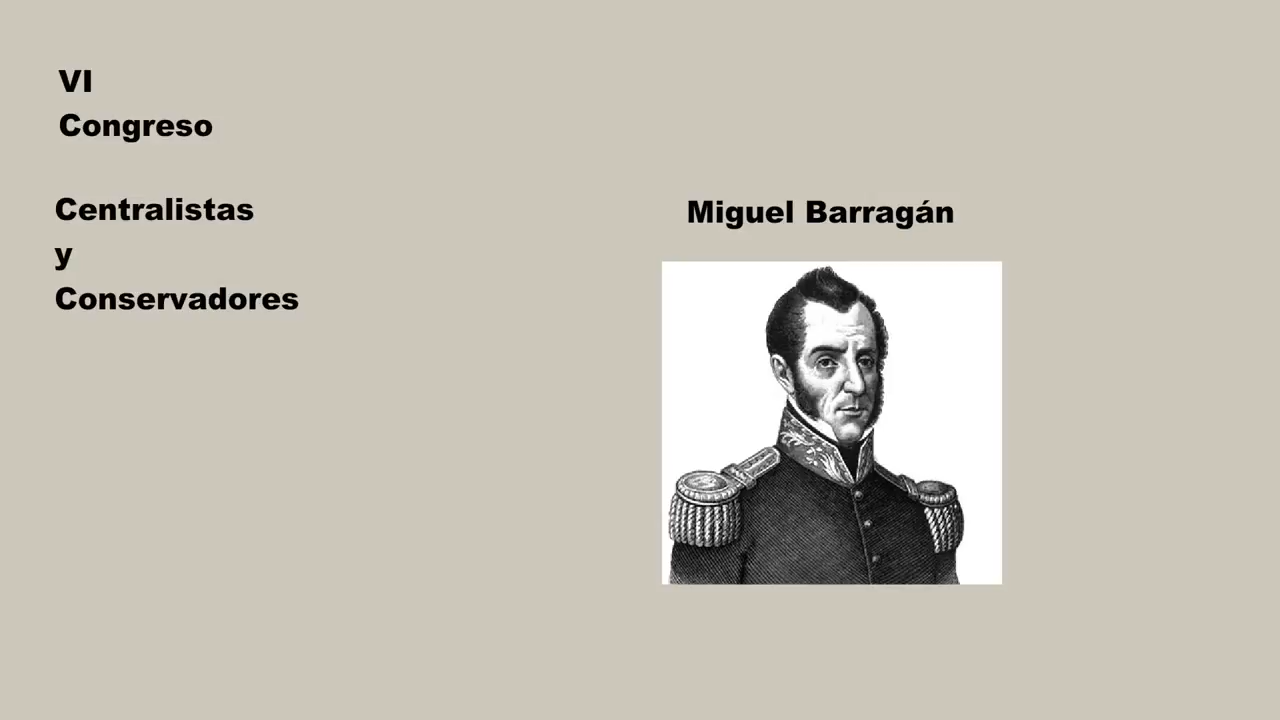 VI
Congreso
Centralistas
y
Conservadores
Miguel Barragán